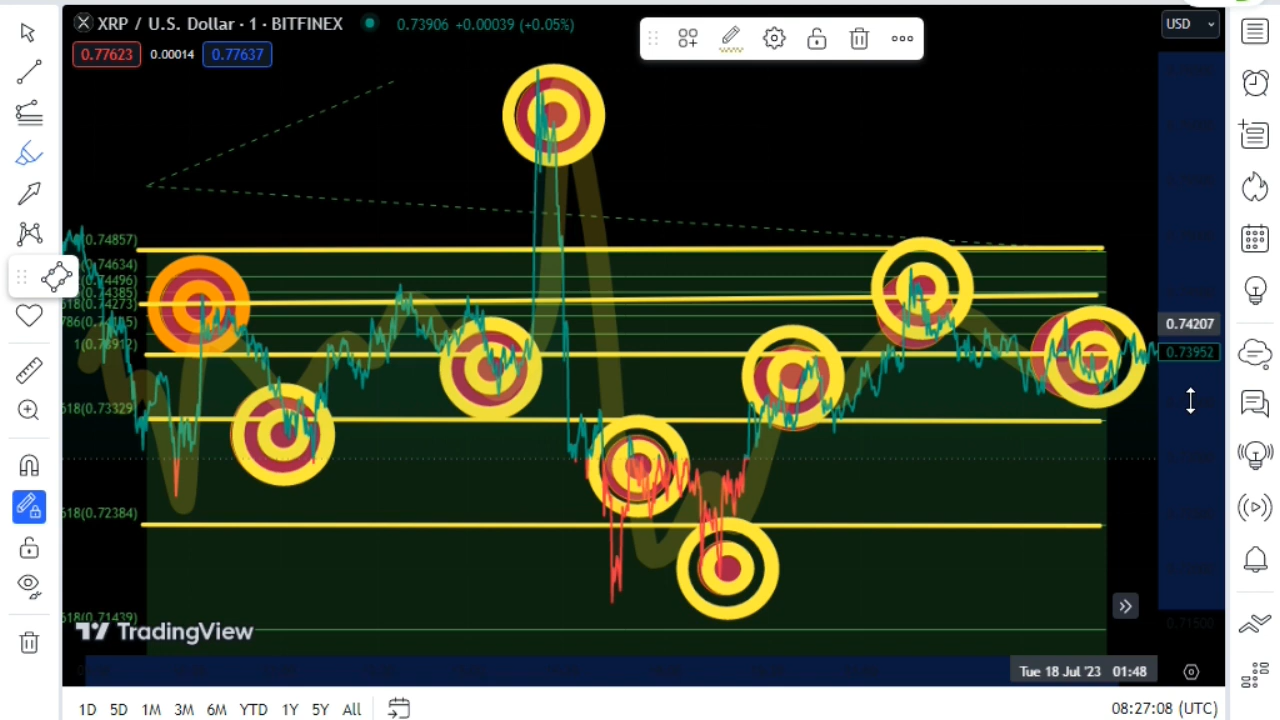 XRP / U.S. Dollar · 1 · BITFINEX 0.73906 +0.00039 (+0.05%)
USD
0.77623 0.00014 0.77637
(0.74857)
(0.74634)
(0.74496)
(0.74385)
618(0.74273)
1(0.73912)
618(0.73329)
618(0.72384)
618(0.71439)
0.74207
0.73952
0.71500
TradingView
Tue 18 Jul '23 01:48
1D 5D 1M 3M 6M YTD 1Y 5Y All
08:27:08 (UTC)